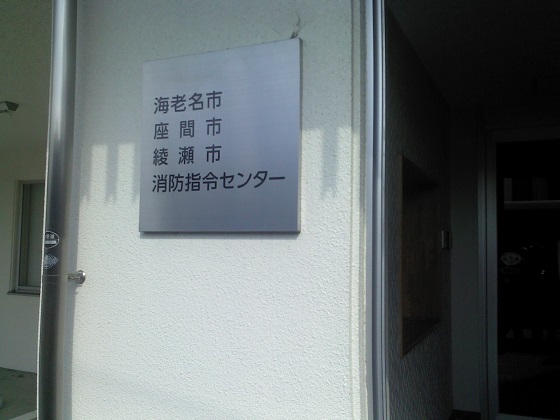 海老名市
座間市
綾瀬市
消防指令センター